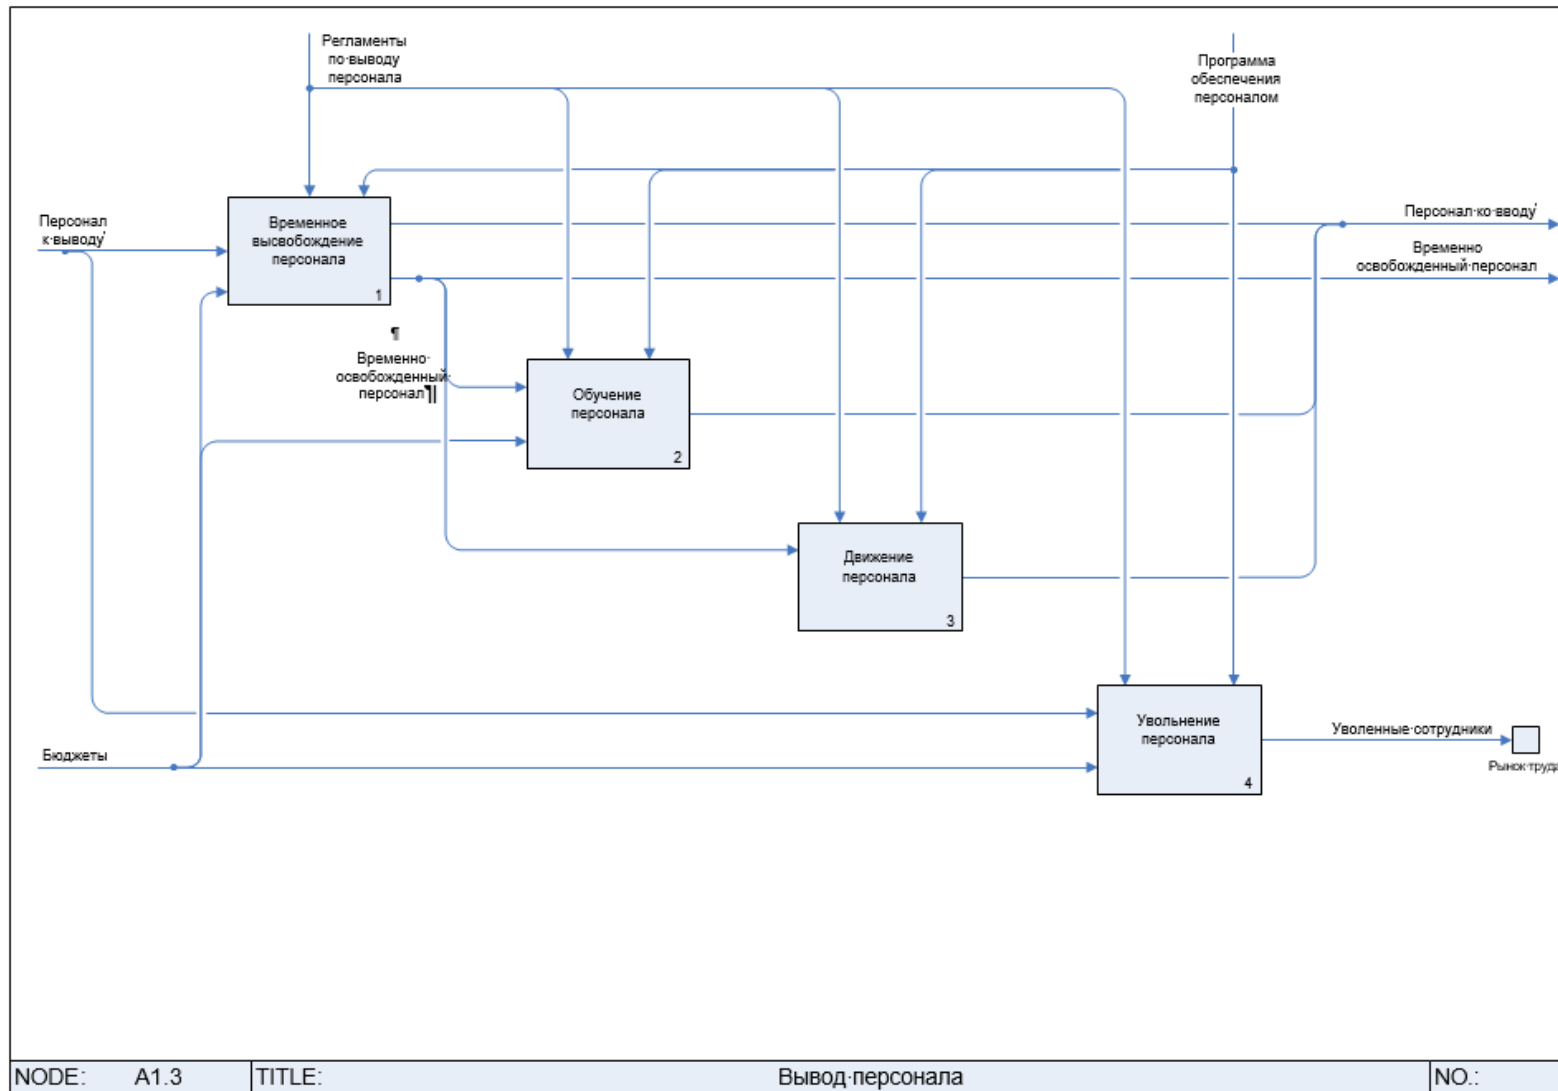 Регламенты
по·выводу
персонала
Программа
обеспечения
персоналом
Персонал
к·выводу
Временное
высвобождение
персонала
1
Персонал·ко·вводу
Временно
освобожденный·персонал
¶
Временно·
освобожденный·
персонал¶
Обучение
персонала
2
Движение
персонала
3
Увольнение
персонала
4
Уволенные·сотрудники
Рынок·труда
Бюджеты
NODE: A1.3 TITLE: Вывод·персонала NO.: